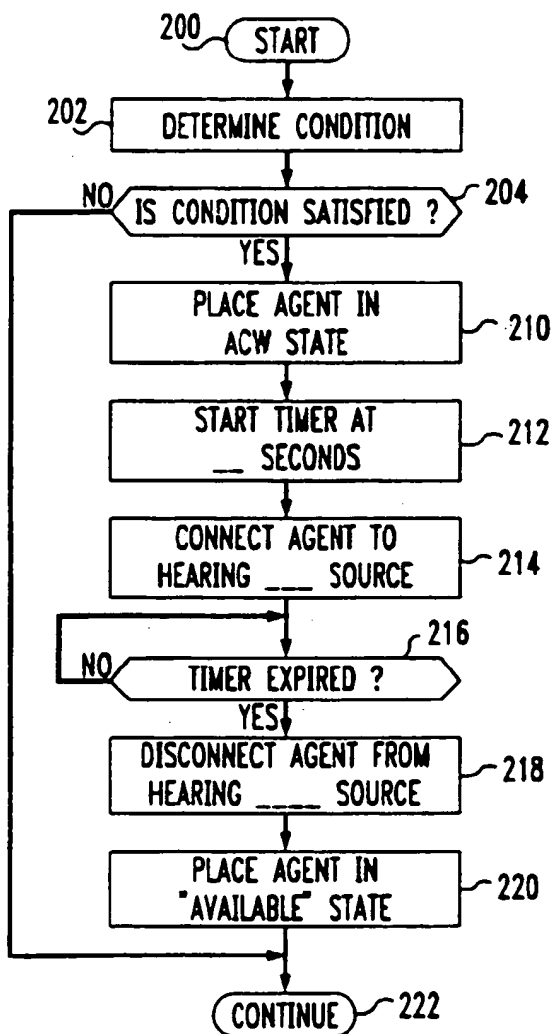 200
START
202
DETERMINE CONDITION
204
NO
IS CONDITION SATISFIED ?
YES
PLACE AGENT IN
ACW STATE
210
START TIMER AT
__ SECONDS
212
CONNECT AGENT TO
HEARING ___ SOURCE
214
216
NO
TIMER EXPIRED ?
YES
DISCONNECT AGENT FROM
HEARING ____ SOURCE
218
PLACE AGENT IN
"AVAILABLE" STATE
220
CONTINUE
222